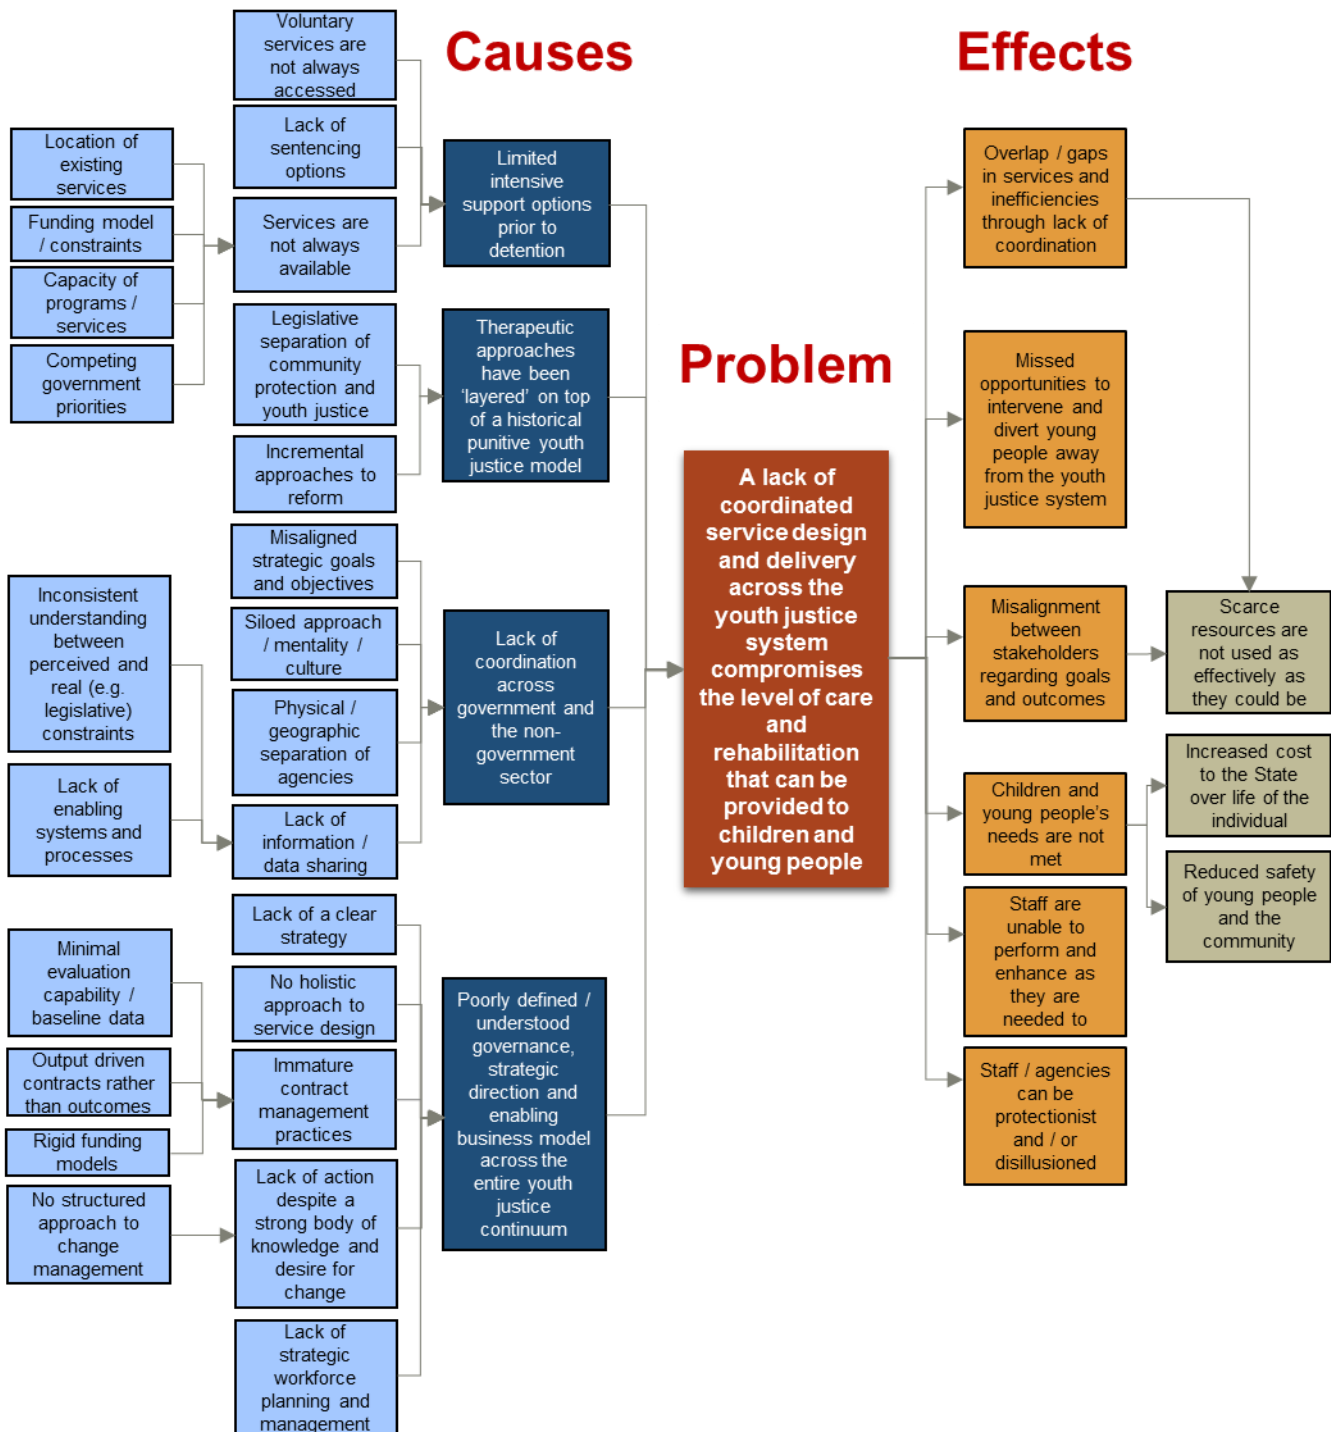 Causes
Effects
Problem
Voluntary
services are
not always
accessed
Lack of
sentencing
options
Location of
existing
services
Funding model
/ constraints
Capacity of
programs /
services
Competing
government
priorities
Services are
not always
available
Limited
intensive
support options
prior to
detention
Legislative
separation of
community
protection and
youth justice
Incremental
approaches to
reform
Therapeutic
approaches
have been
‘layered’ on top
of a historical
punitive youth
justice model
Misaligned
strategic goals
and objectives
Siloed approach
/ mentality /
culture
Physical /
geographic
separation of
agencies
Inconsistent
understanding
between
perceived and
real (e.g.
legislative)
constraints
Lack of
enabling
systems and
processes
Lack of
information /
data sharing
Lack of
coordination
across
government and
the non-
government
sector
Lack of a clear
strategy
No holistic
approach to
service design
Minimal
evaluation
capability /
baseline data
Output driven
contracts rather
than outcomes
Rigid funding
models
Immature
contract
management
practices
No structured
approach to
change
management
Lack of action
despite a
strong body of
knowledge and
desire for
change
Lack of
strategic
workforce
planning and
management
Poorly defined /
understood
governance,
strategic
direction and
enabling
business model
across the
entire youth
justice
continuum
A lack of
coordinated
service design
and delivery
across the
youth justice
system
compromises
the level of care
and
rehabilitation
that can be
provided to
children and
young people
Overlap / gaps
in services and
inefficiencies
through lack of
coordination
Missed
opportunities to
intervene and
divert young
people away
from the youth
justice system
Misalignment
between
stakeholders
regarding goals
and outcomes
Scarce
resources are
not used as
effectively as
they could be
Children and
young people’s
needs are not
met
Increased cost
to the State
over life of the
individual
Reduced safety
of young people
and the
community
Staff are
unable to
perform and
enhance as
they are
needed to
Staff / agencies
can be
protectionist
and / or
disillusioned